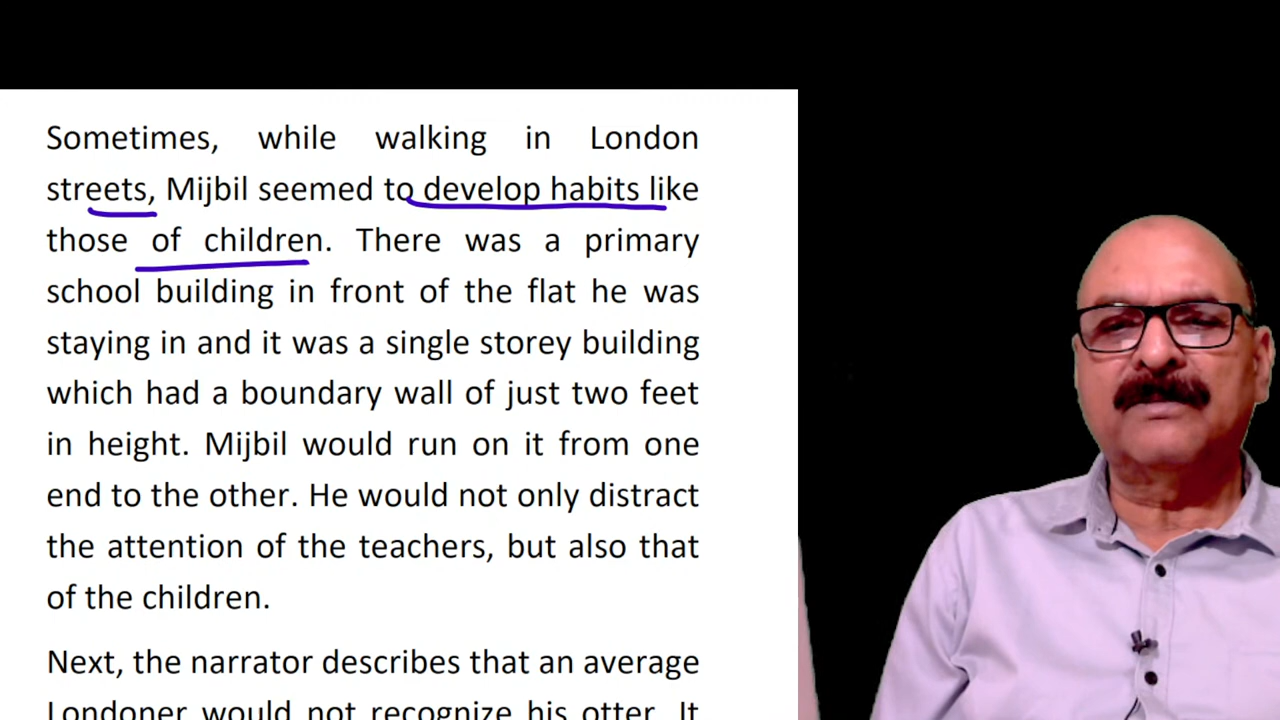 Sometimes, while walking in London
streets, Mijbil seemed to develop habits like
those of children. There was a primary
school building in front of the flat he was
staying in and it was a single storey building
which had a boundary wall of just two feet
in height. Mijbil would run on it from one
end to the other. He would not only distract
the attention of the teachers, but also that
of the children.
Next, the narrator describes that an average
Londoner would not recognize his otter. It